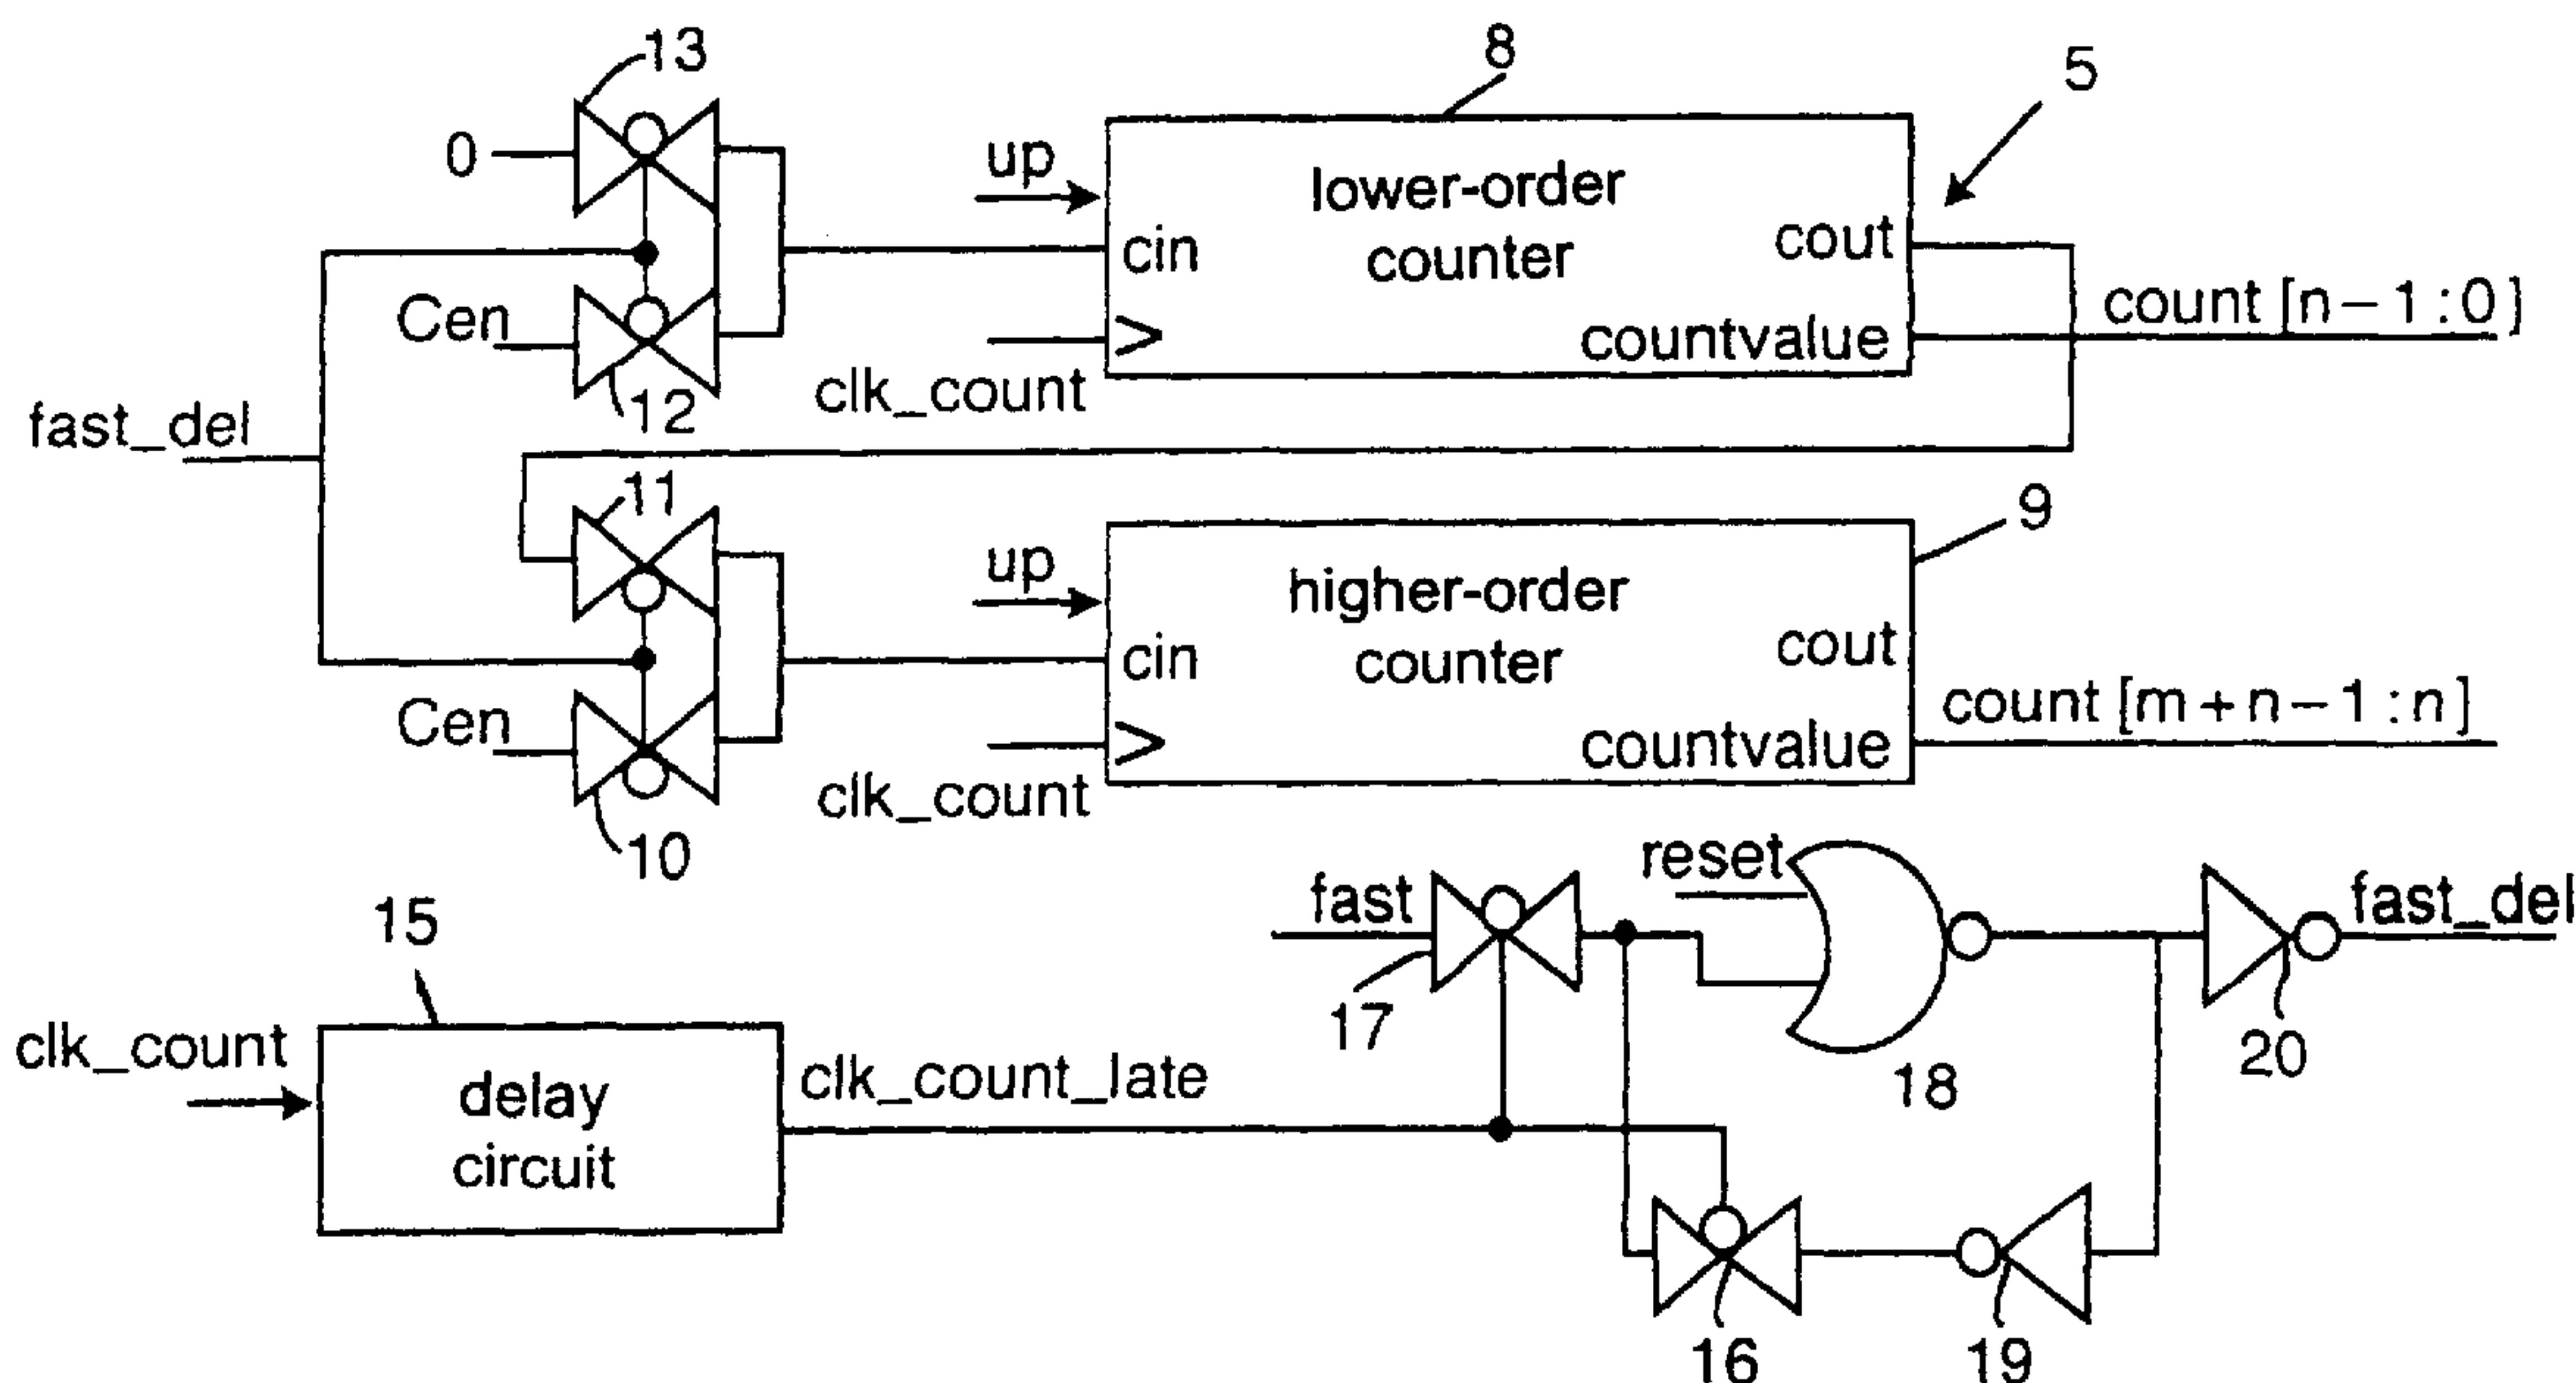 13
8
5
0
up
lower-order
counter
cin
cout
Cen
>
countvalue
count [n-1:0]
12
clk_count
fast_del
11
9
up
higher-order
counter
cin
cout
Cen
>
countvalue
count [m+n-1:n]
10
clk_count
reset
fast
fast_del
15
17
18
20
clk_count
delay
circuit
clk_count_late
16
19